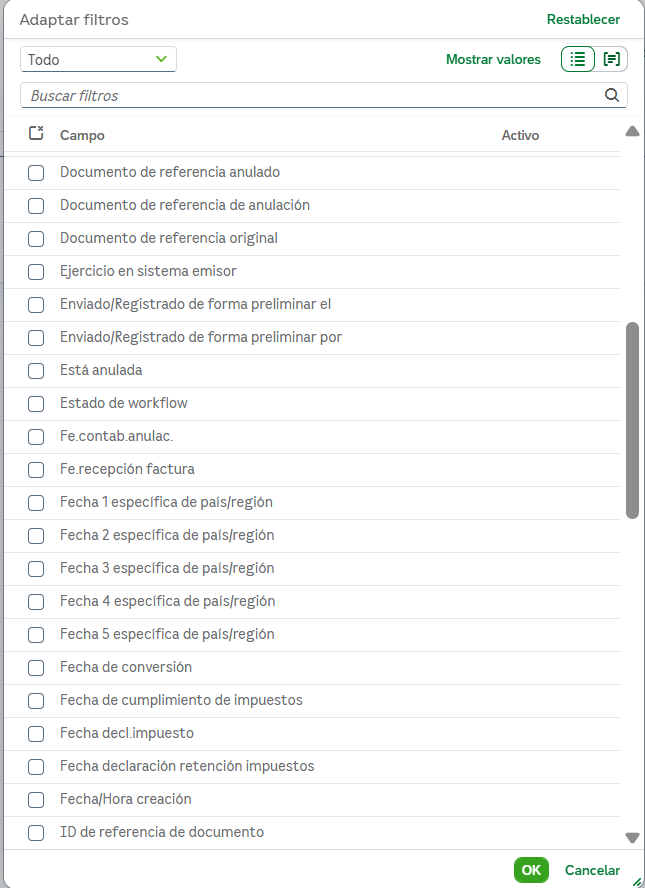 Adaptar filtros
Restablecer
Todo
Mostrar valores
Buscar filtros
Campo
Activo
Documento de referencia anulado
Documento de referencia de anulación
Documento de referencia original
Ejercicio en sistema emisor
Enviado/Registrado de forma preliminar el
Enviado/Registrado de forma preliminar por
Está anulada
Estado de workflow
Fe.contab.anulac.
Fe.recepción factura
Fecha 1 específica de país/región
Fecha 2 específica de país/región
Fecha 3 específica de país/región
Fecha 4 específica de país/región
Fecha 5 específica de país/región
Fecha de conversión
Fecha de cumplimiento de impuestos
Fecha decl.impuesto
Fecha declaración retención impuestos
Fecha/Hora creación
ID de referencia de documento
OK
Cancelar